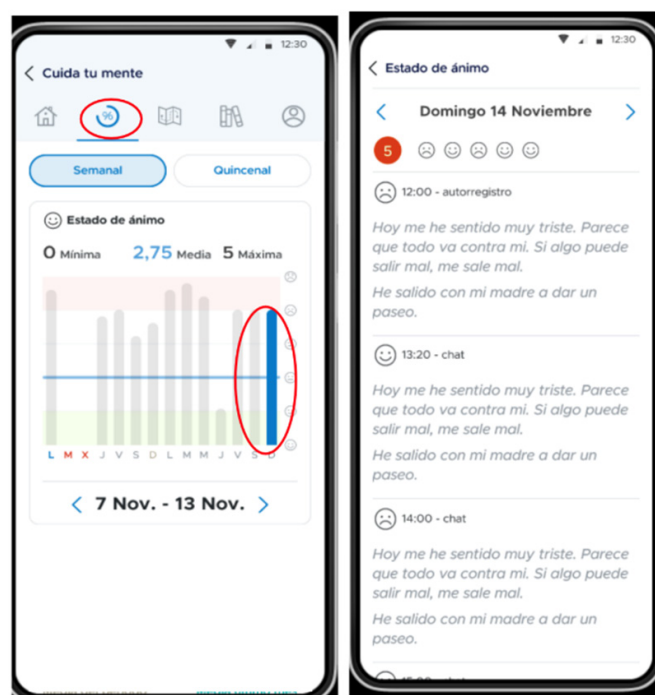 12:30
Cuida tu mente
%
Semanal
Quincenal
Estado de ánimo
0 Mínima 2,75 Media 5 Máxima
L M X J V S D L M M J V S D
7 Nov. - 13 Nov.
12:30
Estado de ánimo
Domingo 14 Noviembre
5
12:00 - autorregistro
Hoy me he sentido muy triste. Parece
que todo va contra mi. Si algo puede
salir mal, me sale mal.
He salido con mi madre a dar un
paseo.
13:20 - chat
Hoy me he sentido muy triste. Parece
que todo va contra mi. Si algo puede
salir mal, me sale mal.
He salido con mi madre a dar un
paseo.
14:00 - chat
Hoy me he sentido muy triste. Parece
que todo va contra mi. Si algo puede
salir mal, me sale mal.
He salido con mi madre a dar un
paseo.